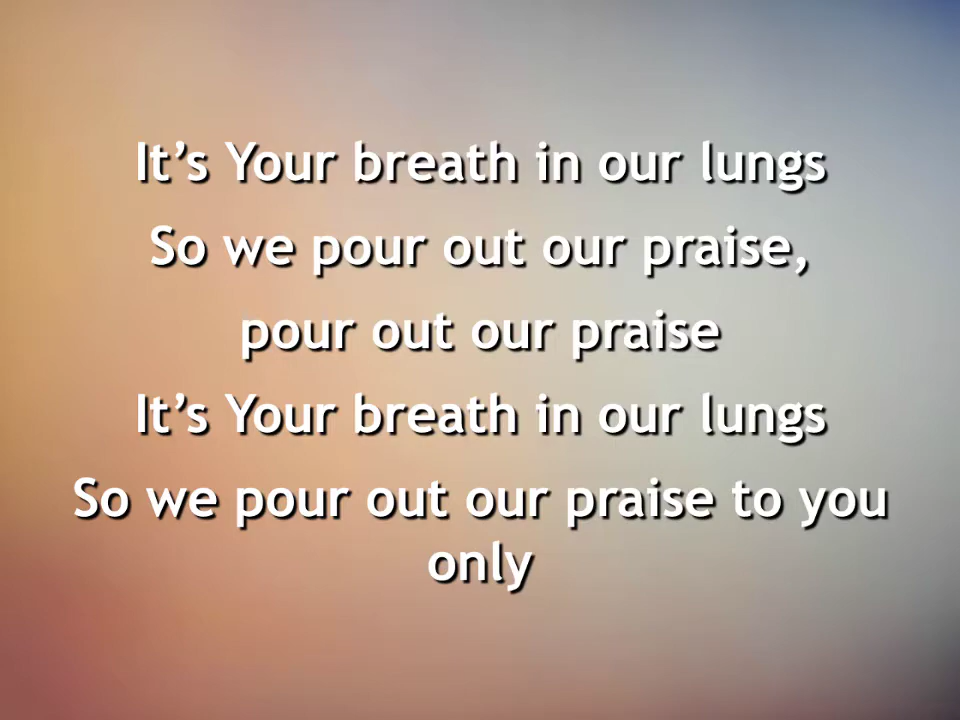 It’s Your breath in our lungs
So we pour out our praise,
pour out our praise
It’s Your breath in our lungs
So we pour out our praise to you
only